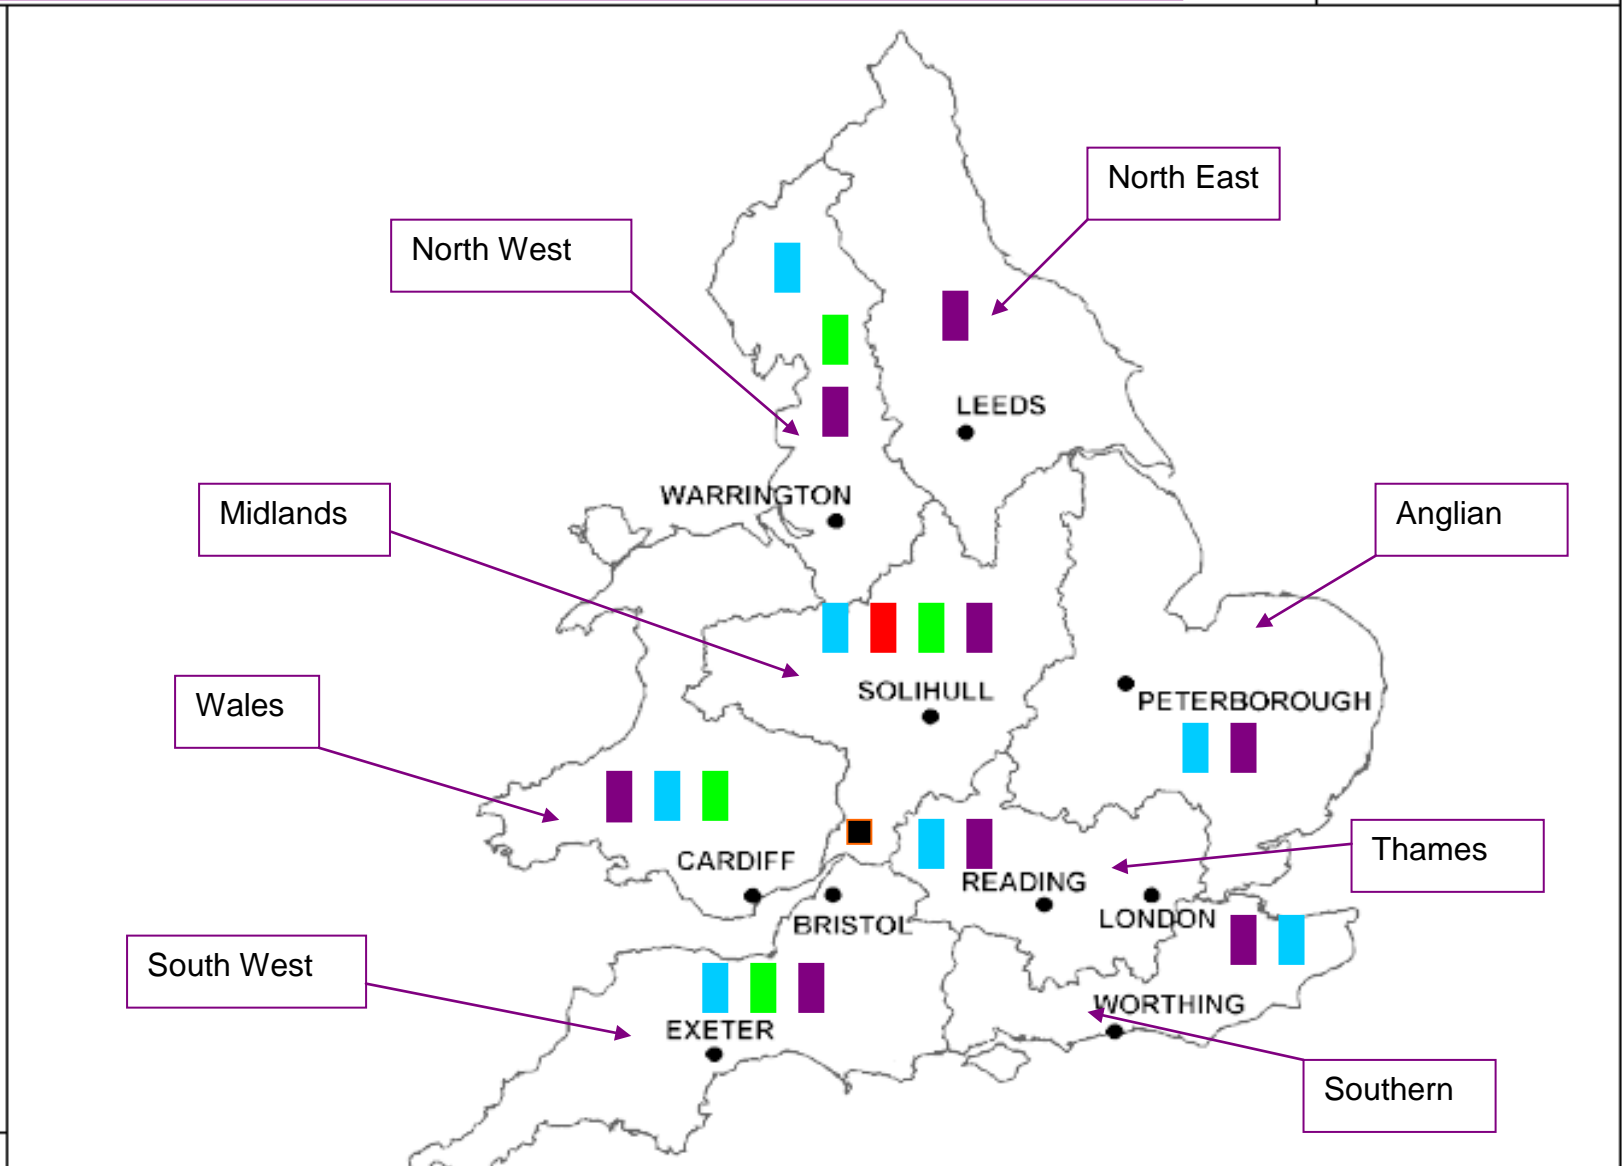 North East
North West
LEEDS
WARRINGTON
Midlands
Anglian
SOLIHULL
PETERBOROUGH
Wales
CARDIFF
READING
Thames
BRISTOL
LONDON
South West
WORTHING
EXETER
Southern